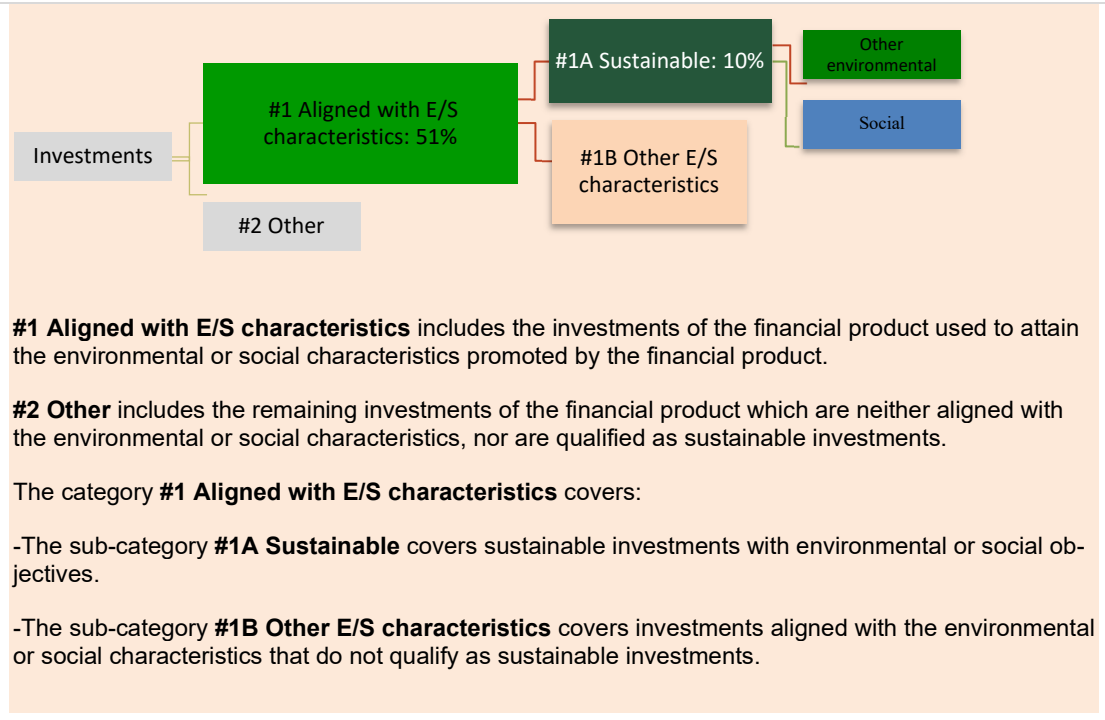 Investments
#1 Aligned with E/S
characteristics: 51%
#2 Other
#1A Sustainable: 10%
#1B Other E/S
characteristics
Other
environmental
Social
#1 Aligned with E/S characteristics includes the investments of the financial product used to attain
the environmental or social characteristics promoted by the financial product.
#2 Other includes the remaining investments of the financial product which are neither aligned with
the environmental or social characteristics, nor are qualified as sustainable investments.
The category #1 Aligned with E/S characteristics covers:
-The sub-category #1A Sustainable covers sustainable investments with environmental or social ob-
jectives.
-The sub-category #1B Other E/S characteristics covers investments aligned with the environmental
or social characteristics that do not qualify as sustainable investments.